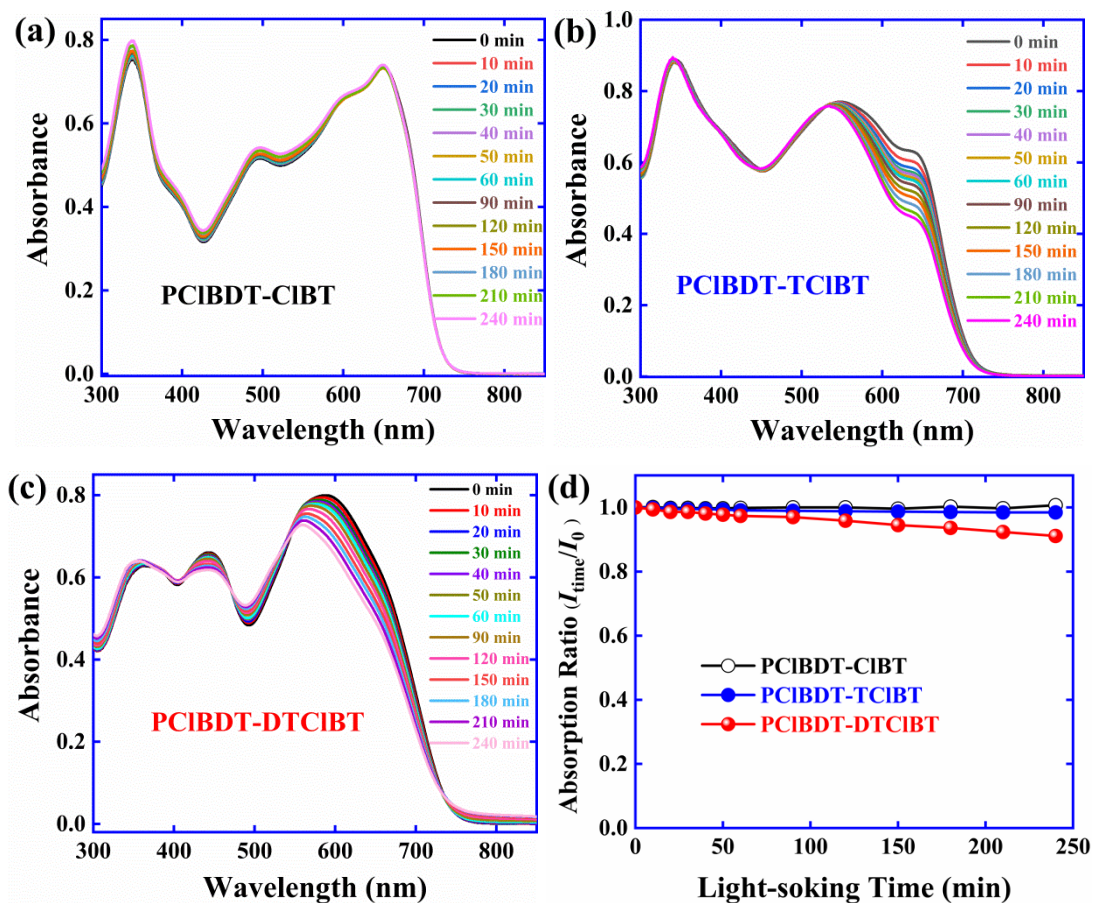 (a)
0.8
0.6
0.4
0.2
0.0
Absorbance
0 min
10 min
20 min
30 min
40 min
50 min
60 min
90 min
120 min
150 min
180 min
210 min
240 min
PClBDT-ClBT
300 400 500 600 700 800
Wavelength (nm)
(b)
1.0
0.8
0.6
0.4
0.2
0.0
Absorbance
0 min
10 min
20 min
30 min
40 min
50 min
60 min
90 min
120 min
150 min
180 min
210 min
240 min
PClBDT-TClBT
300 400 500 600 700 800
Wavelength (nm)
(c)
0.8
0.6
0.4
0.2
0.0
Absorbance
0 min
10 min
20 min
30 min
40 min
50 min
60 min
90 min
120 min
150 min
180 min
210 min
240 min
PClBDT-DTClBT
300 400 500 600 700 800
Wavelength (nm)
(d)
1.0
0.8
0.6
0.4
0.2
0.0
Absorption Ratio (I_time/I_0)
PClBDT-ClBT
PClBDT-TClBT
PClBDT-DTClBT
0 50 100 150 200 250
Light-soking Time (min)